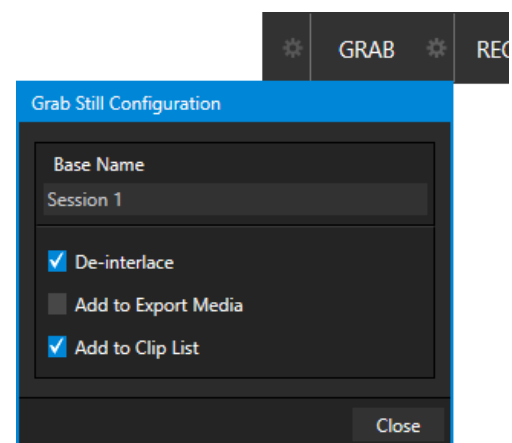 GRAB
Grab Still Configuration
Base Name
Session 1
De-interlace
Add to Export Media
Add to Clip List
Close